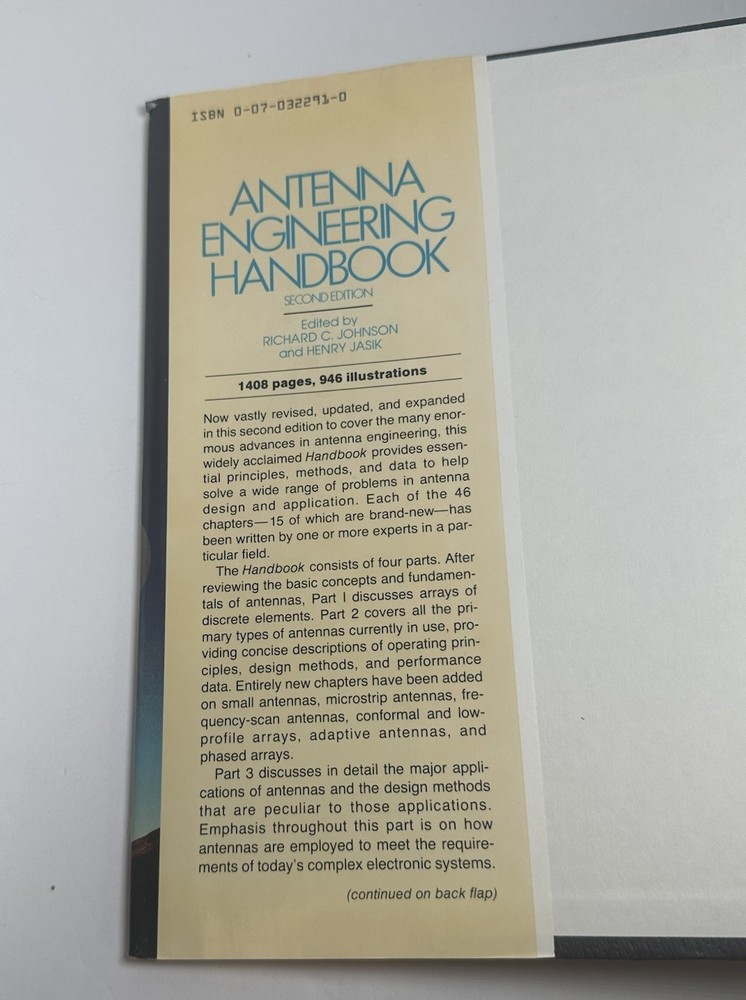 ISBN 0-07-032291-0
ANTENNA
ENGINEERING
HANDBOOK
SECOND EDITION
Edited by
RICHARD C. JOHNSON
and HENRY JASIK
1408 pages, 946 illustrations
Now vastly revised, updated, and expanded
in this second edition to cover the many enor-
mous advances in antenna engineering, this
widely acclaimed Handbook provides essen-
tial principles, methods, and data to help
solve a wide range of problems in antenna
design and application. Each of the 46
chapters—15 of which are brand-new—has
been written by one or more experts in a par-
ticular field.
The Handbook consists of four parts. After
reviewing the basic concepts and fundamen-
tals of antennas, Part I discusses arrays of
discrete elements. Part 2 covers all the pri-
mary types of antennas currently in use, pro-
viding concise descriptions of operating prin-
ciples, design methods, and performance
data. Entirely new chapters have been added
on small antennas, microstrip antennas, fre-
quency-scan antennas, conformal and low-
profile arrays, adaptive antennas, and
phased arrays.
Part 3 discusses in detail the major appli-
cations of antennas and the design methods
that are peculiar to those applications.
Emphasis throughout this part is on how
antennas are employed to meet the require-
ments of today's complex electronic systems.
(continued on back flap)